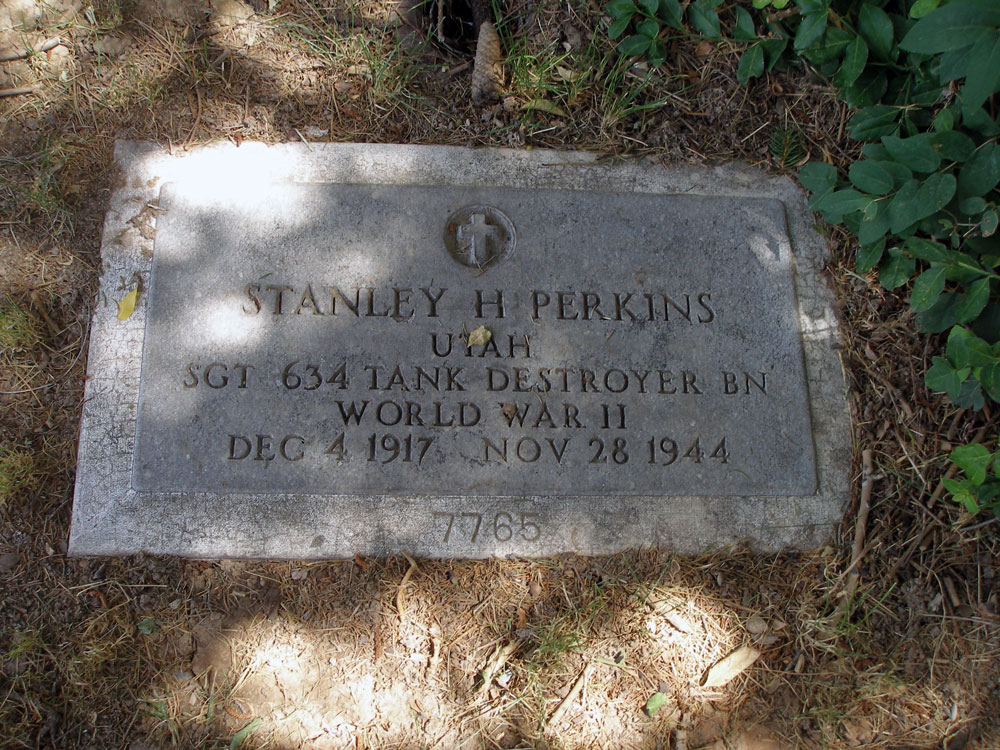 STANLEY H PERKINS
UTAH
SGT 634 TANK DESTROYER BN
WORLD WAR II
DEC 4 1917 NOV 28 1944
7765